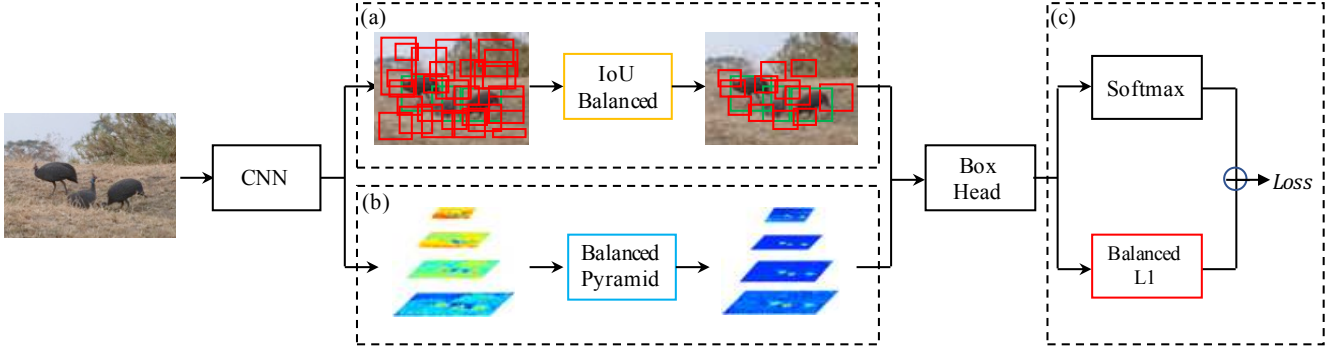 (a)
IoU
Balanced
CNN
(b)
Balanced
Pyramid
Box
Head
(c)
Softmax
Balanced
L1
Loss